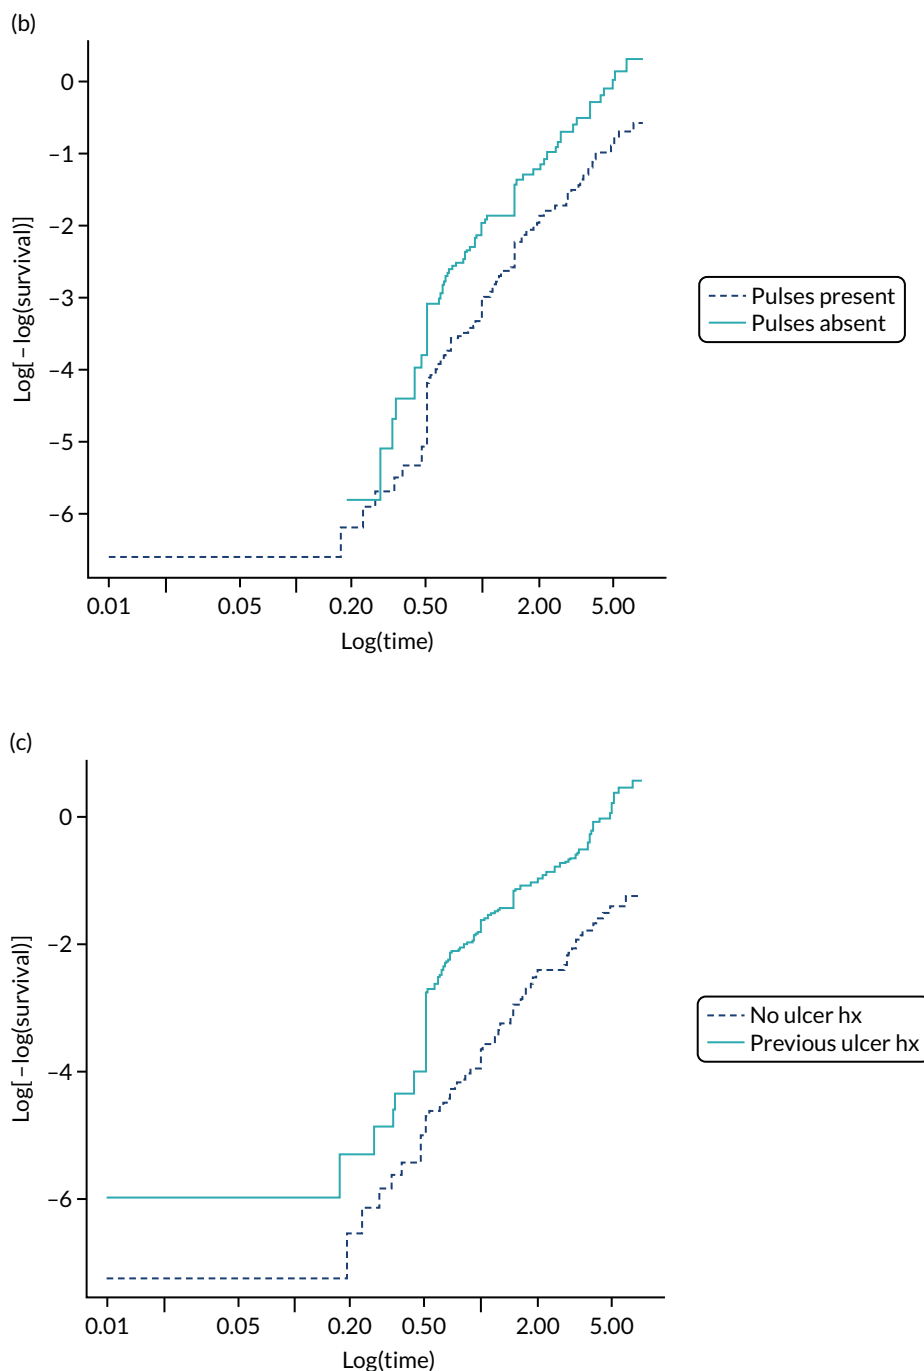 (b)
0
−1
−2
−3
−4
−5
−6
Log[−log(survival)]
0.01 0.05 0.20 0.50 2.00 5.00
Log(time)
Pulses present
Pulses absent
(c)
0
−2
−4
−6
Log[−log(survival)]
0.01 0.05 0.20 0.50 2.00 5.00
Log(time)
No ulcer hx
Previous ulcer hx